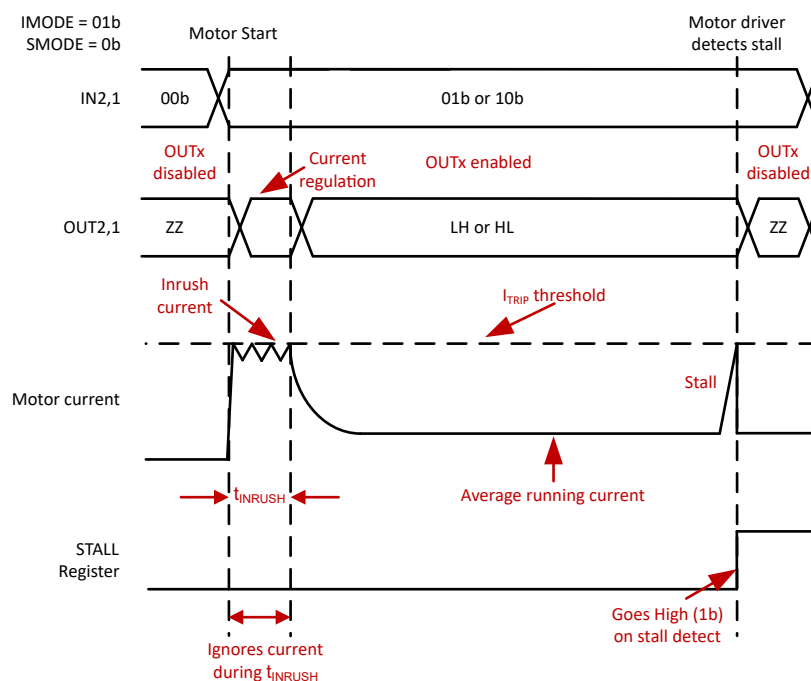 IMODE = 01b
SMODE = 0b
Motor Start
Motor driver
detects stall
IN2,1
00b
01b or 10b
OUTx
disabled
Current
regulation
OUTx enabled
OUTx
disabled
OUT2,1
ZZ
LH or HL
ZZ
Inrush
current
ITRIP threshold
Motor current
Stall
tINRUSH
Average running current
STALL
Register
Goes High (1b)
on stall detect
Ignores current
during tINRUSH